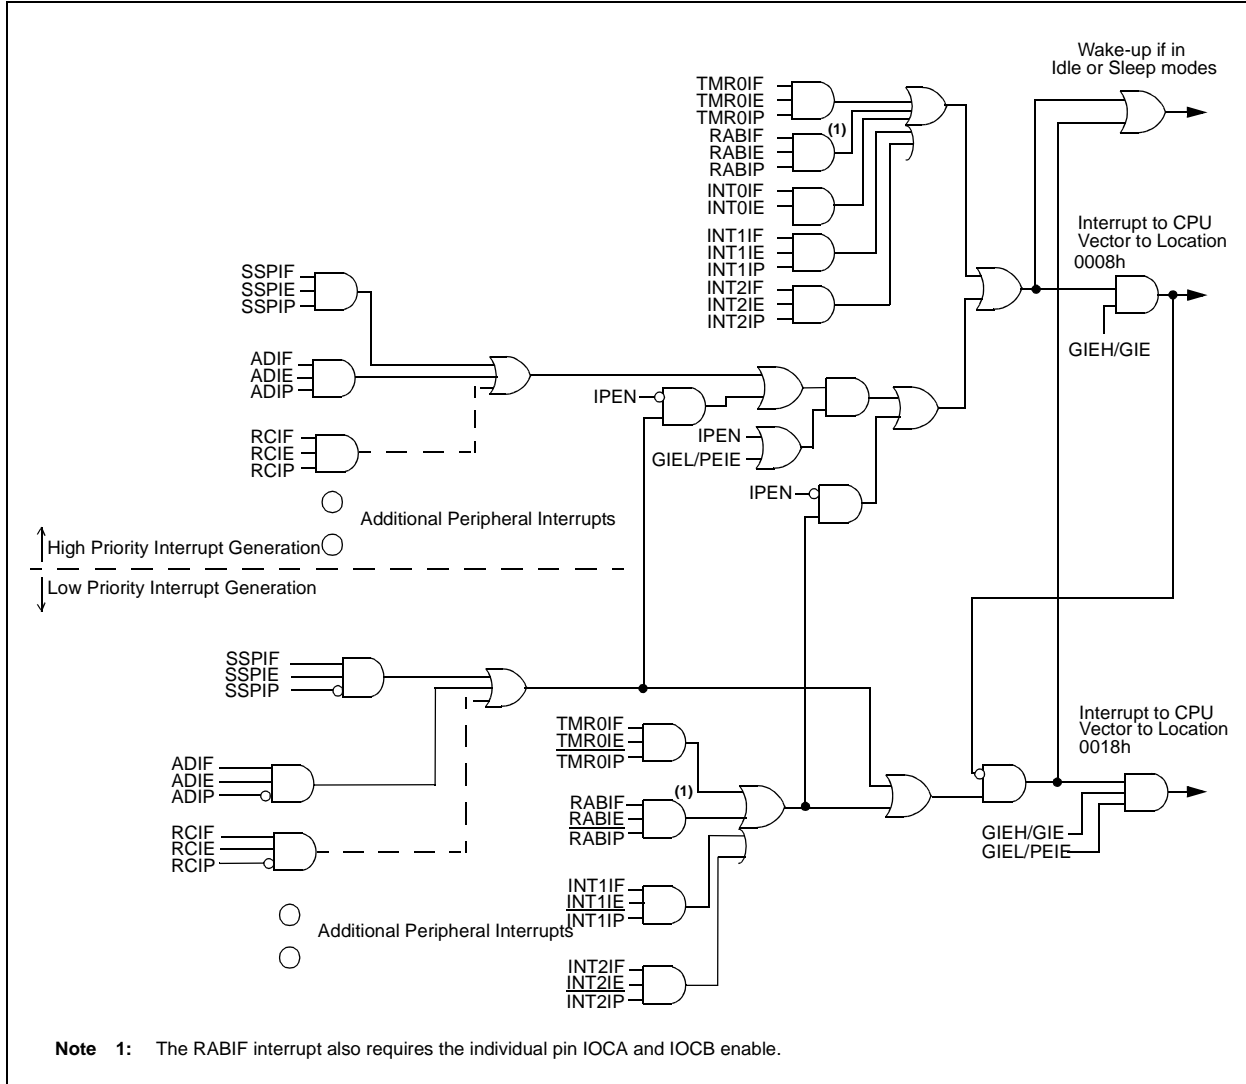 Wake-up if in
Idle or Sleep modes
TMR0IF
TMR0IE
TMR0IP
(1)
RABIF
RABIE
RABIP
INT0IF
INT0IE
INT1IF
INT1IE
INT1IP
INT2IF
INT2IE
INT2IP
Interrupt to CPU
Vector to Location
0008h
GIEH/GIE
SSPIF
SSPIE
SSPIP
ADIF
ADIE
ADIP
RCIF
RCIE
RCIP
IPEN
IPEN
GIEL/PEIE
IPEN
Additional Peripheral Interrupts
High Priority Interrupt Generation
Low Priority Interrupt Generation
SSPIF
SSPIE
SSPIP
ADIF
ADIE
ADIP
RCIF
RCIE
RCIP
Additional Peripheral Interrupts
TMR0IF
TMR0IE
TMR0IP
(1)
RABIF
RABIE
RABIP
INT1IF
INT1IE
INT1IP
INT2IF
INT2IE
INT2IP
Interrupt to CPU
Vector to Location
0018h
GIEH/GIE
GIEL/PEIE
Note 1: The RABIF interrupt also requires the individual pin IOCA and IOCB enable.